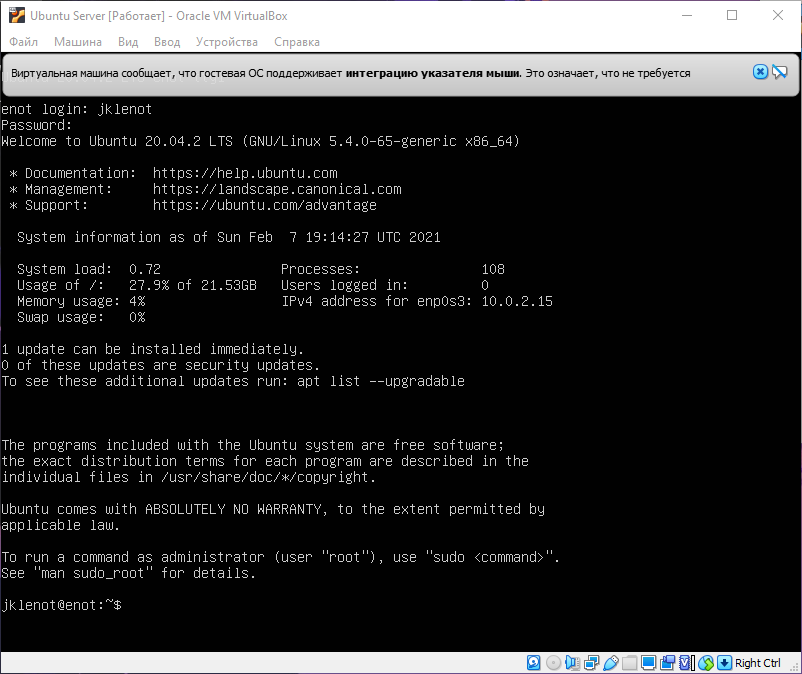 Ubuntu Server [Работает] - Oracle VM VirtualBox
Файл Машина Вид Ввод Устройства Справка
Виртуальная машина сообщает, что гостевая ОС поддерживает интеграцию указателя мыши. Это означает, что не требуется
enot login: jklenot
Password:
Welcome to Ubuntu 20.04.2 LTS (GNU/Linux 5.4.0-65-generic x86_64)
* Documentation: https://help.ubuntu.com
* Management: https://landscape.canonical.com
* Support: https://ubuntu.com/advantage
System information as of Sun Feb 7 19:14:27 UTC 2021
System load: 0.72 Processes: 108
Usage of /: 27.9% of 21.53GB Users logged in: 0
Memory usage: 4% IPv4 address for enp0s3: 10.0.2.15
Swap usage: 0%
1 update can be installed immediately.
0 of these updates are security updates.
To see these additional updates run: apt list --upgradable
The programs included with the Ubuntu system are free software;
the exact distribution terms for each program are described in the
individual files in /usr/share/doc/*/copyright.
Ubuntu comes with ABSOLUTELY NO WARRANTY, to the extent permitted by
applicable law.
To run a command as administrator (user "root"), use "sudo <command>".
See "man sudo_root" for details.
jklenot@enot:~$
Right Ctrl